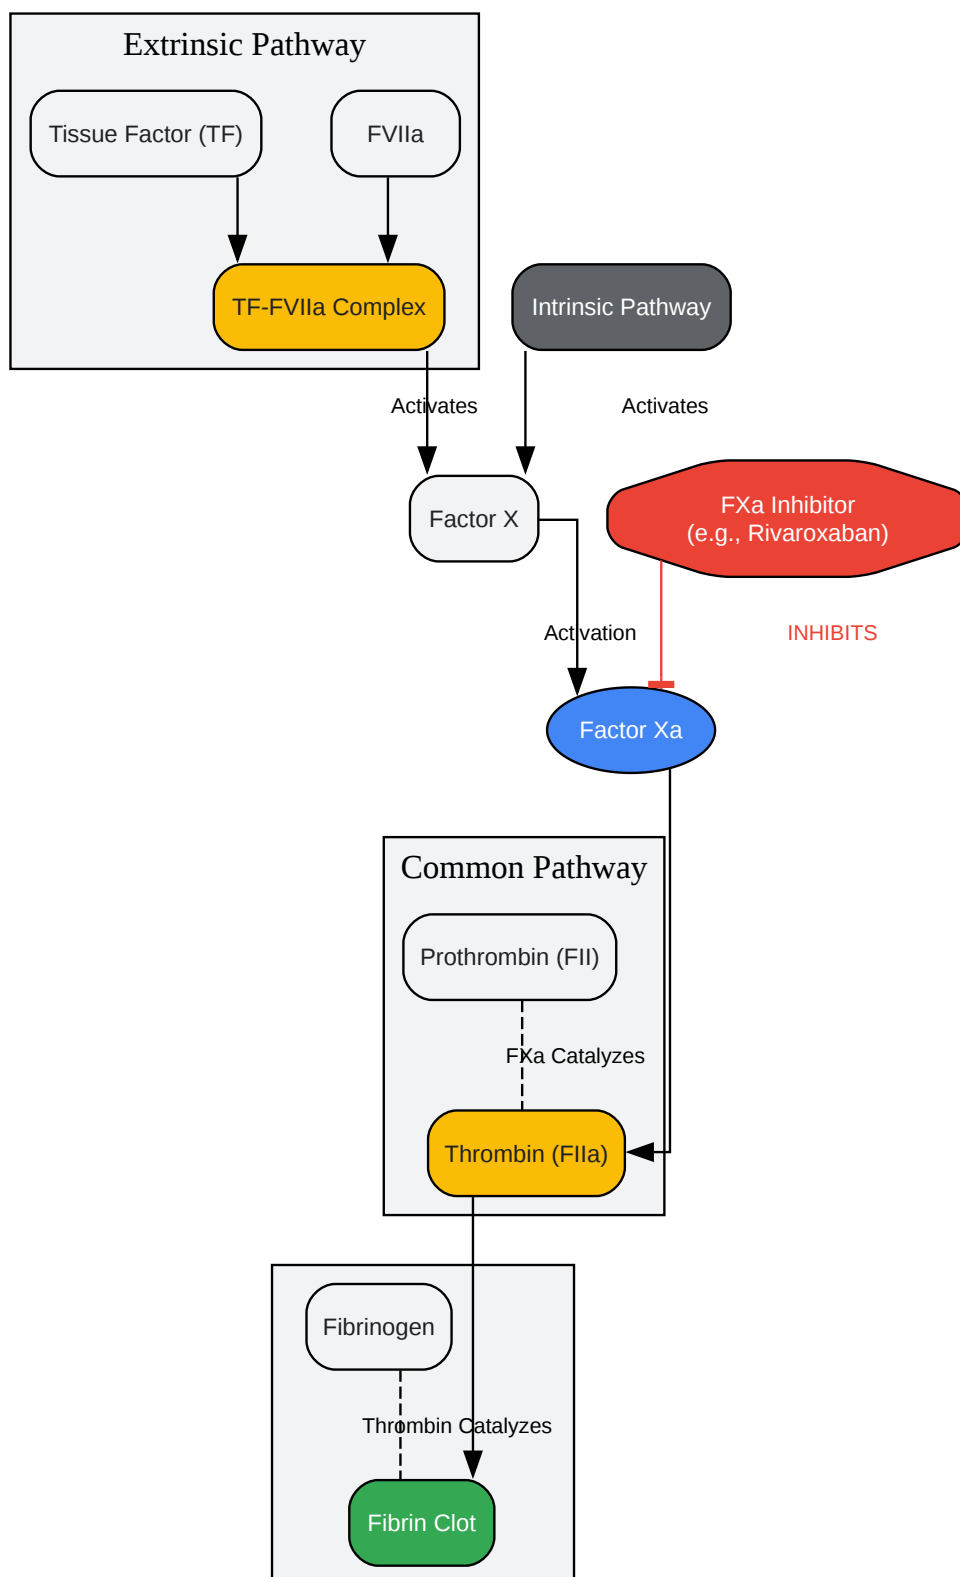 Extrinsic Pathway
Tissue Factor (TF)
FVIIa
TF-FVIIa Complex
Intrinsic Pathway
Activates
Activates
Factor X
FXa Inhibitor
(e.g., Rivaroxaban)
Activation
INHIBITS
Factor Xa
Common Pathway
Prothrombin (FII)
FXa Catalyzes
Thrombin (FIIa)
Fibrinogen
Thrombin Catalyzes
Fibrin Clot